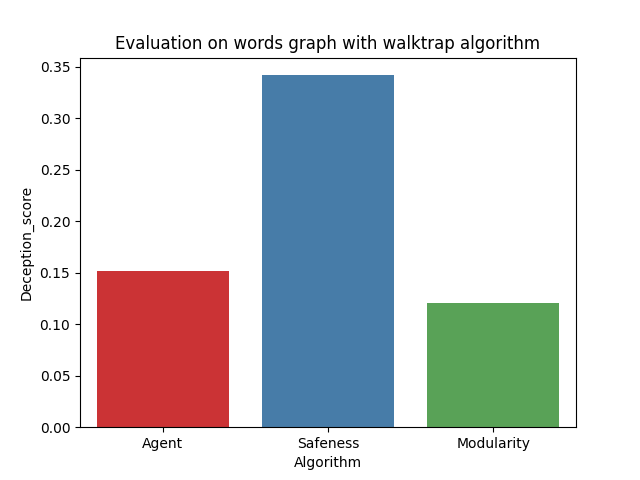 Evaluation on words graph with walktrap algorithm
Deception_score
0.35
0.30
0.25
0.20
0.15
0.10
0.05
0.00
Agent Safeness Modularity
Algorithm